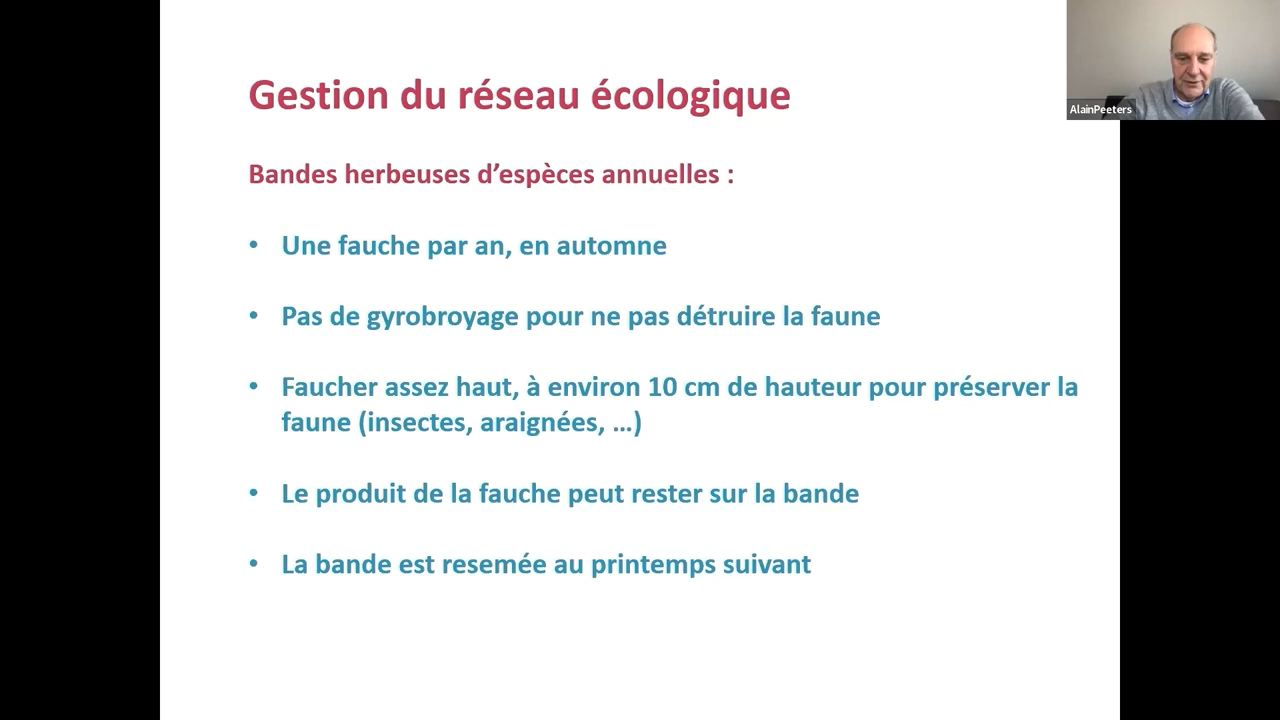 Gestion du réseau écologique
AlainPeeters
Bandes herbeuses d’espèces annuelles :
• Une fauche par an, en automne
• Pas de gyrobroyage pour ne pas détruire la faune
• Faucher assez haut, à environ 10 cm de hauteur pour préserver la
faune (insectes, araignées, …)
• Le produit de la fauche peut rester sur la bande
• La bande est resemée au printemps suivant